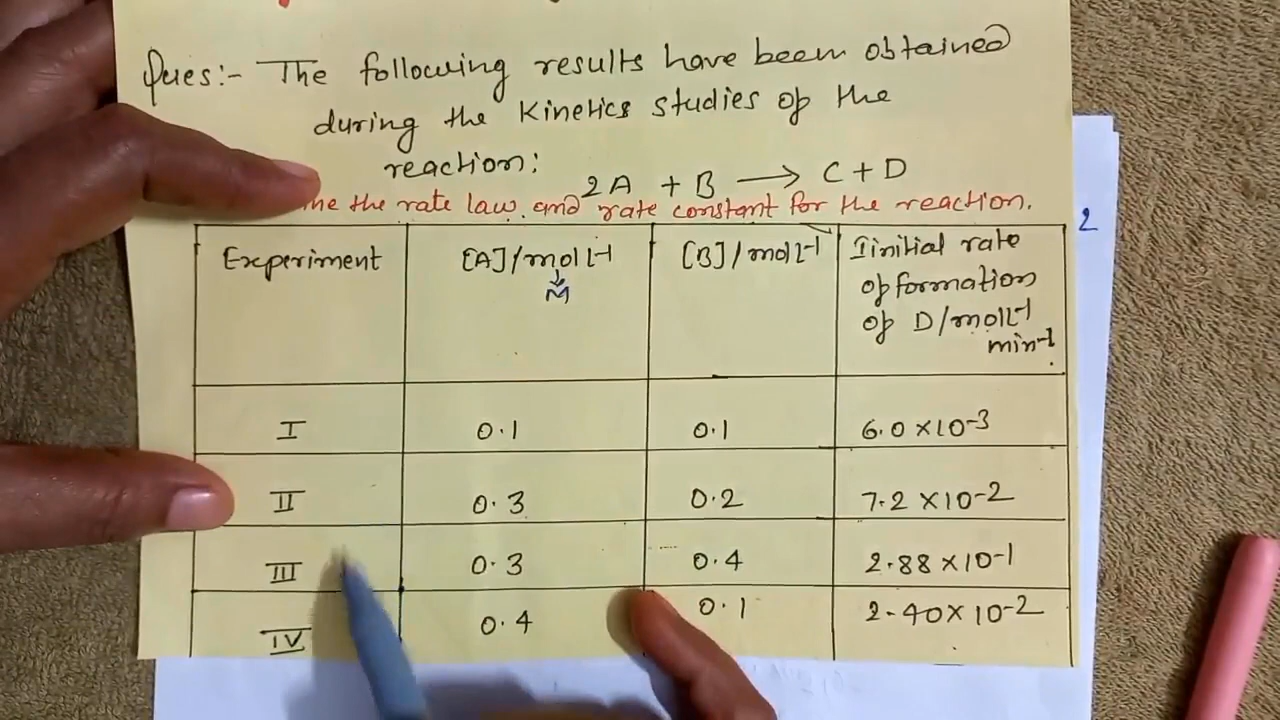 Ques:- The following results have been obtained
during the Kinetics studies of the
reaction:
2A + B → C + D
the rate law and rate constant for the reaction.
2
Experiment
[A]/mol L-1
M
[B]/mol L-1
Iinitial rate
of formation
of D/mol L-1
min-1
I 0.1 0.1 6.0 × 10-3
II 0.3 0.2 7.2 × 10-2
III 0.3 0.4 2.88 × 10-1
IV 0.4 0.1 2.40 × 10-2